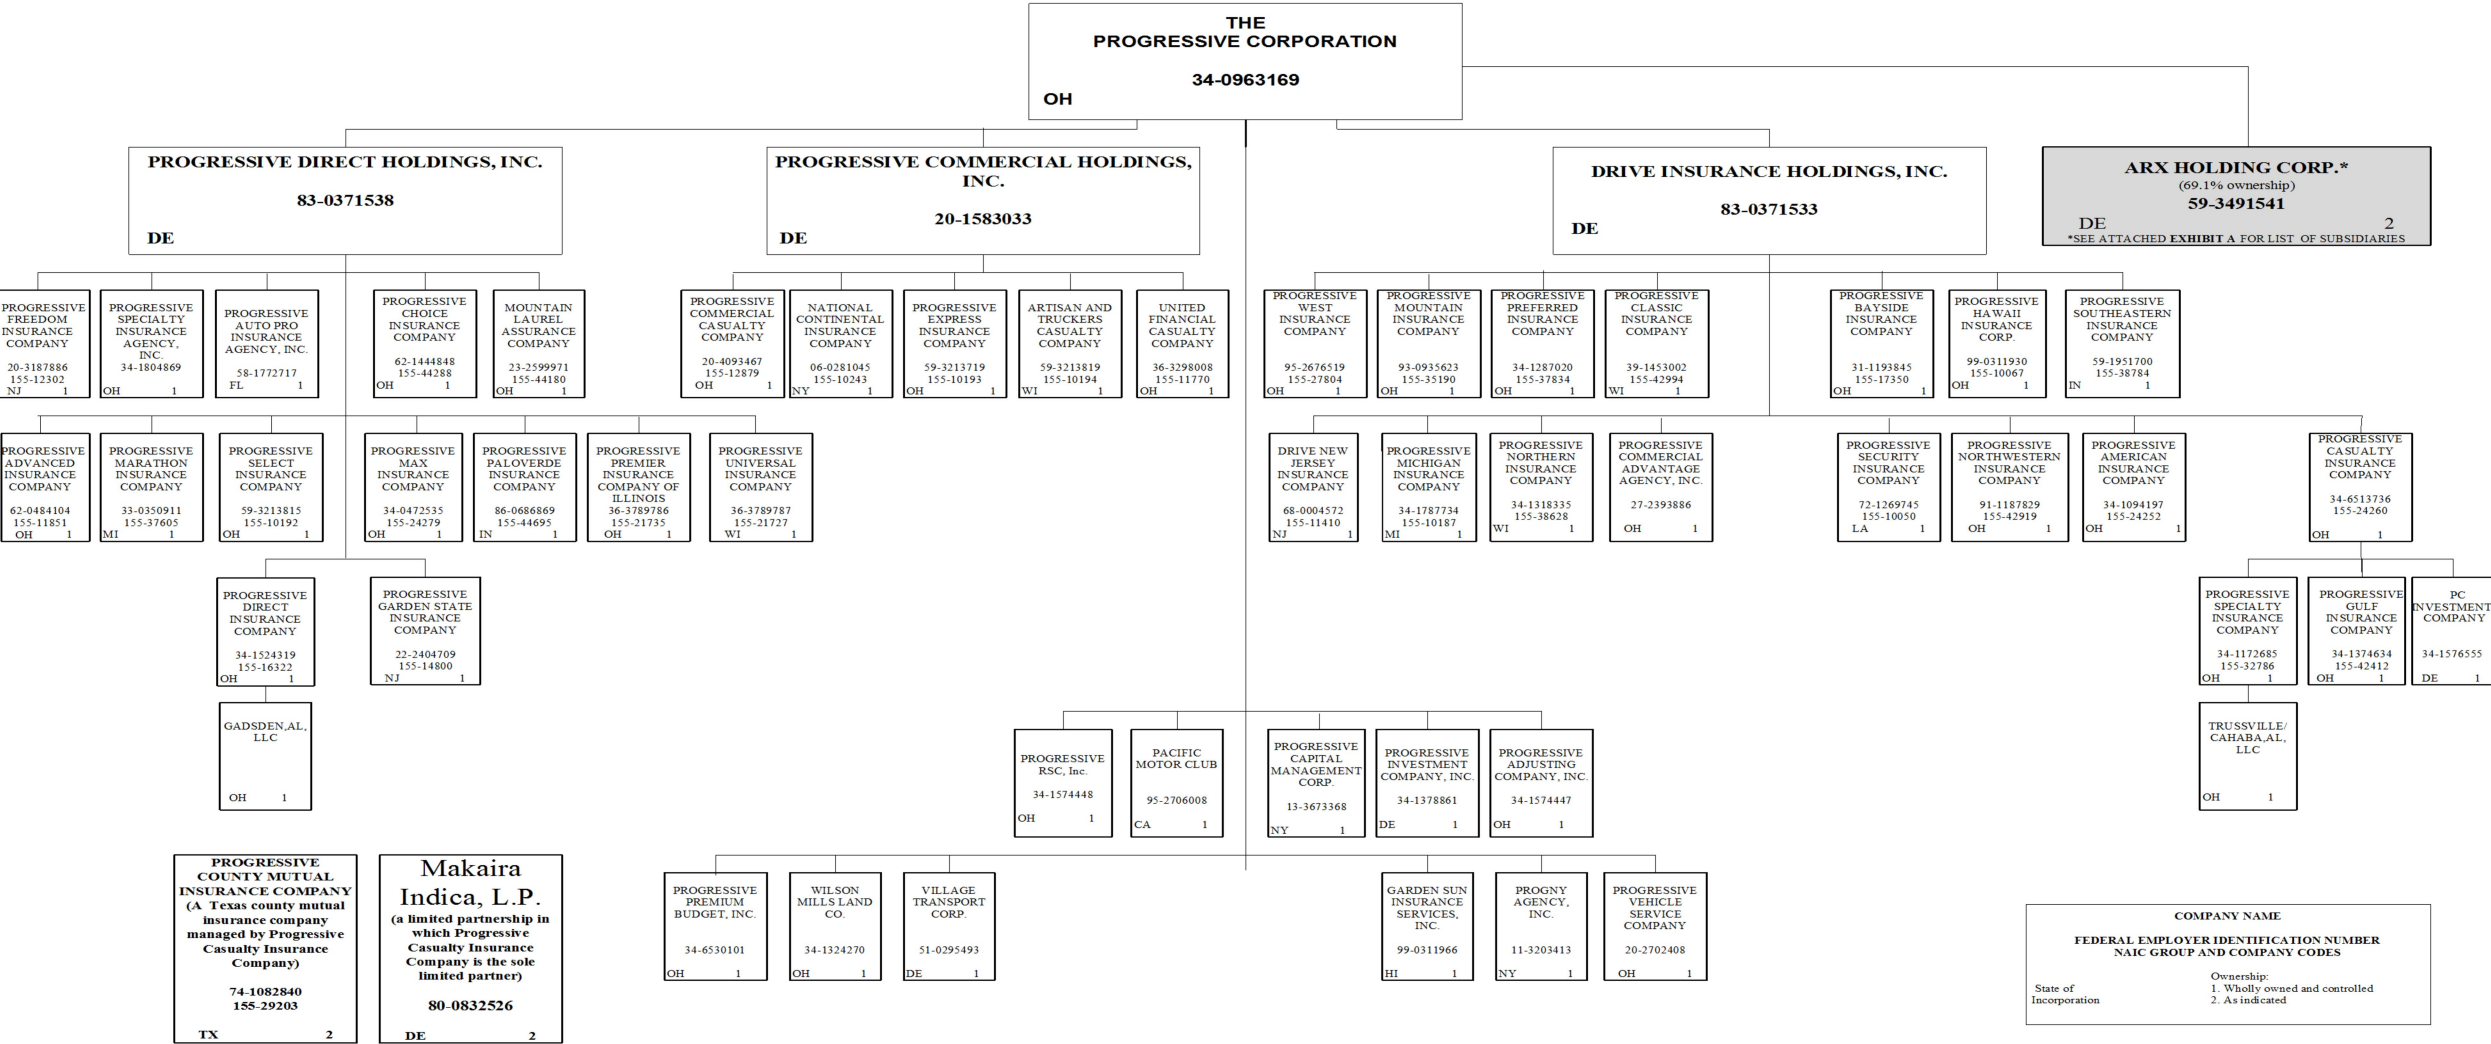 THE
PROGRESSIVE CORPORATION
34-0963169
OH
PROGRESSIVE DIRECT HOLDINGS, INC.
83-0371538
DE
PROGRESSIVE COMMERCIAL HOLDINGS,
INC.
20-1583033
DE
DRIVE INSURANCE HOLDINGS, INC.
83-0371533
DE
ARX HOLDING CORP.*
(69.1% ownership)
59-3491541
DE 2
*SEE ATTACHED EXHIBIT A FOR LIST OF SUBSIDIARIES
PROGRESSIVE
FREEDOM
INSURANCE
COMPANY
20-3187886
155-12302
NJ 1
PROGRESSIVE
SPECIALTY
INSURANCE
AGENCY,
INC.
34-1804869
OH 1
PROGRESSIVE
AUTO PRO
INSURANCE
AGENCY, INC.
58-1772717
FL 1
PROGRESSIVE
CHOICE
INSURANCE
COMPANY
62-1444848
155-44288
OH 1
MOUNTAIN
LAUREL
ASSURANCE
COMPANY
23-2599971
155-44180
OH 1
PROGRESSIVE
COMMERCIAL
CASUALTY
COMPANY
20-4093467
155-12879
OH 1
NATIONAL
CONTINENTAL
INSURANCE
COMPANY
06-0281045
155-10243
NY 1
PROGRESSIVE
EXPRESS
INSURANCE
COMPANY
59-3213719
155-10193
OH 1
ARTISAN AND
TRUCKERS
CASUALTY
COMPANY
59-3213819
155-10194
WI 1
UNITED
FINANCIAL
CASUALTY
COMPANY
36-3298008
155-11770
OH 1
PROGRESSIVE
WEST
INSURANCE
COMPANY
95-2676519
155-27804
OH 1
PROGRESSIVE
MOUNTAIN
INSURANCE
COMPANY
93-0935623
155-35190
OH 1
PROGRESSIVE
PREFERRED
INSURANCE
COMPANY
34-1287020
155-37834
OH 1
PROGRESSIVE
CLASSIC
INSURANCE
COMPANY
39-1453002
155-42994
WI 1
PROGRESSIVE
BAYSIDE
INSURANCE
COMPANY
31-1193845
155-17350
OH 1
PROGRESSIVE
HAWAII
INSURANCE
CORP.
99-0311930
155-10067
OH 1
PROGRESSIVE
SOUTHEASTERN
INSURANCE
COMPANY
59-1951700
155-38784
IN 1
PROGRESSIVE
ADVANCED
INSURANCE
COMPANY
62-0484104
155-11851
OH 1
PROGRESSIVE
MARATHON
INSURANCE
COMPANY
33-0350911
155-37605
MI 1
PROGRESSIVE
SELECT
INSURANCE
COMPANY
59-3213815
155-10192
OH 1
PROGRESSIVE
MAX
INSURANCE
COMPANY
34-0472535
155-24279
OH 1
PROGRESSIVE
PALOVERDE
INSURANCE
COMPANY
86-0686869
155-44695
IN 1
PROGRESSIVE
PREMIER
INSURANCE
COMPANY OF
ILLINOIS
36-3789786
155-21735
OH 1
PROGRESSIVE
UNIVERSAL
INSURANCE
COMPANY
36-3789787
155-21727
WI 1
DRIVE NEW
JERSEY
INSURANCE
COMPANY
68-0004572
155-11410
NJ 1
PROGRESSIVE
MICHIGAN
INSURANCE
COMPANY
34-1787734
155-10187
MI 1
PROGRESSIVE
NORTHERN
INSURANCE
COMPANY
34-1318335
155-38628
WI 1
PROGRESSIVE
COMMERCIAL
ADVANTAGE
AGENCY, INC.
27-2393886
OH 1
PROGRESSIVE
SECURITY
INSURANCE
COMPANY
72-1269745
155-10050
LA 1
PROGRESSIVE
NORTHWESTERN
INSURANCE
COMPANY
91-1187829
155-42919
OH 1
PROGRESSIVE
AMERICAN
INSURANCE
COMPANY
34-1094197
155-24252
OH 1
PROGRESSIVE
CASUALTY
INSURANCE
COMPANY
34-6513736
155-24260
OH 1
PROGRESSIVE
DIRECT
INSURANCE
COMPANY
34-1524319
155-16322
OH 1
PROGRESSIVE
GARDEN STATE
INSURANCE
COMPANY
22-2404709
155-14800
NJ 1
PROGRESSIVE
SPECIALTY
INSURANCE
COMPANY
34-1172685
155-32786
OH 1
PROGRESSIVE
GULF
INSURANCE
COMPANY
34-1374634
155-42412
OH 1
PC
INVESTMENT
COMPANY
34-1576555
DE 1
GADSDEN,AL,
LLC
OH 1
TRUSSVILLE/
CAHABA,AL,
LLC
OH 1
PROGRESSIVE
RSC, Inc.
34-1574448
OH 1
PACIFIC
MOTOR CLUB
95-2706008
CA 1
PROGRESSIVE
CAPITAL
MANAGEMENT
CORP.
13-3673368
NY 1
PROGRESSIVE
INVESTMENT
COMPANY, INC.
34-1378861
DE 1
PROGRESSIVE
ADJUSTING
COMPANY, INC.
34-1574447
OH 1
PROGRESSIVE
COUNTY MUTUAL
INSURANCE COMPANY
(A Texas county mutual
insurance company
managed by Progressive
Casualty Insurance
Company)
74-1082840
155-29203
TX 2
Makaira
Indica, L.P.
(a limited partnership in
which Progressive
Casualty Insurance
Company is the sole
limited partner)
80-0832526
DE 2
PROGRESSIVE
PREMIUM
BUDGET, INC.
34-6530101
OH 1
WILSON
MILLS LAND
CO.
34-1324270
OH 1
VILLAGE
TRANSPORT
CORP.
51-0295493
DE 1
GARDEN SUN
INSURANCE
SERVICES,
INC.
99-0311966
HI 1
PROGNY
AGENCY,
INC.
11-3203413
NY 1
PROGRESSIVE
VEHICLE
SERVICE
COMPANY
20-2702408
OH 1
COMPANY NAME
FEDERAL EMPLOYER IDENTIFICATION NUMBER
NAIC GROUP AND COMPANY CODES
Ownership:
State of 1. Wholly owned and controlled
Incorporation 2. As indicated